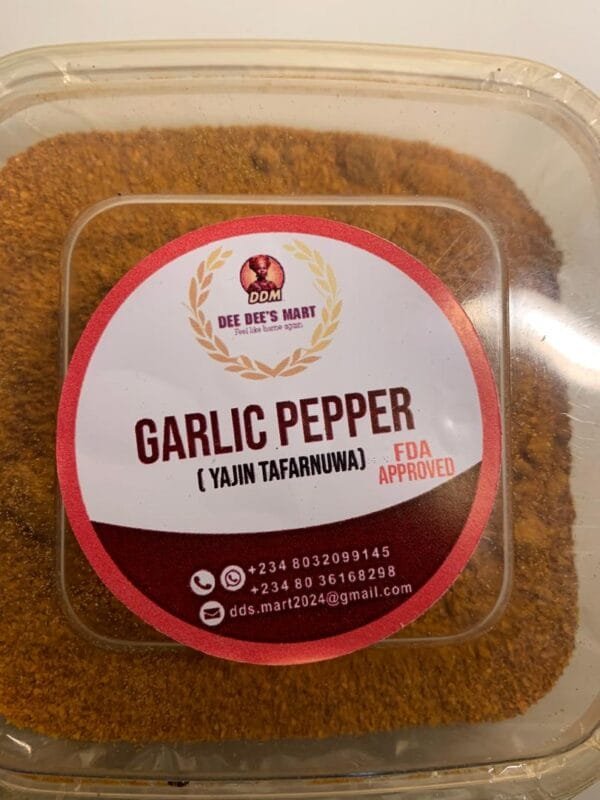 DDM
DEE DEE'S MART
Feel like home again
GARLIC PEPPER
( YAJIN TAFARNUWA)
FDA
APPROVED
+234 8032099145
+234 80 36168298
dds.mart2024@gmail.com